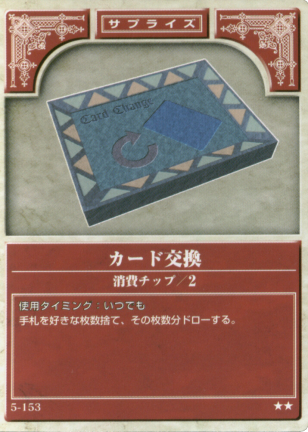 サプライズ
Card Change
カード交換
消費チップ/2
使用タイミング:いつでも
手札を好きな枚数捨て、その枚数分ドローする。
5-153
★★